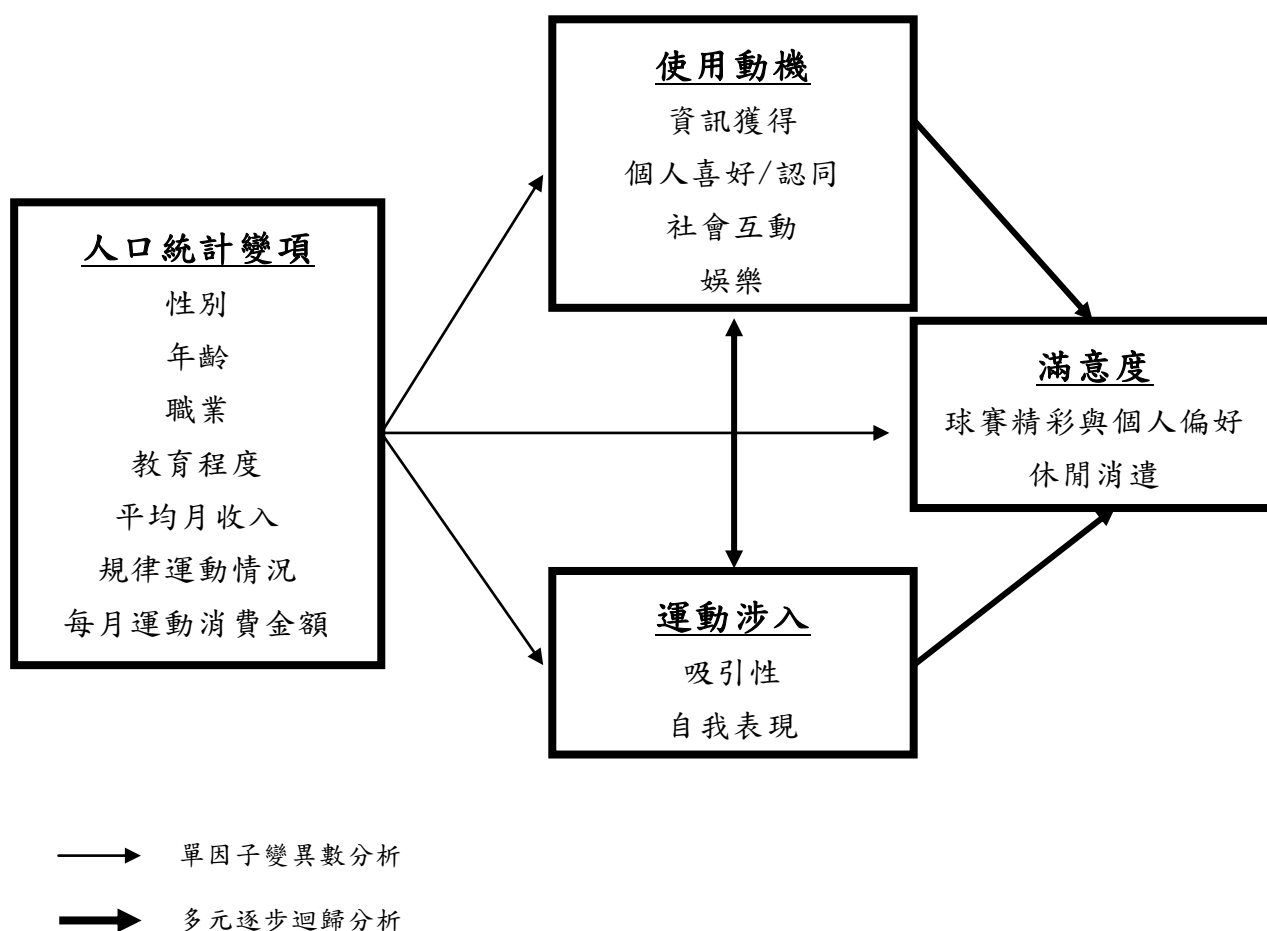 使用動機
資訊獲得
個人喜好/認同
社會互動
娛樂
人口統計變項
性別
年齡
職業
教育程度
平均月收入
規律運動情況
每月運動消費金額
滿意度
球賽精彩與個人偏好
休閒消遣
運動涉入
吸引性
自我表現
單因子變異數分析
多元逐步迴歸分析